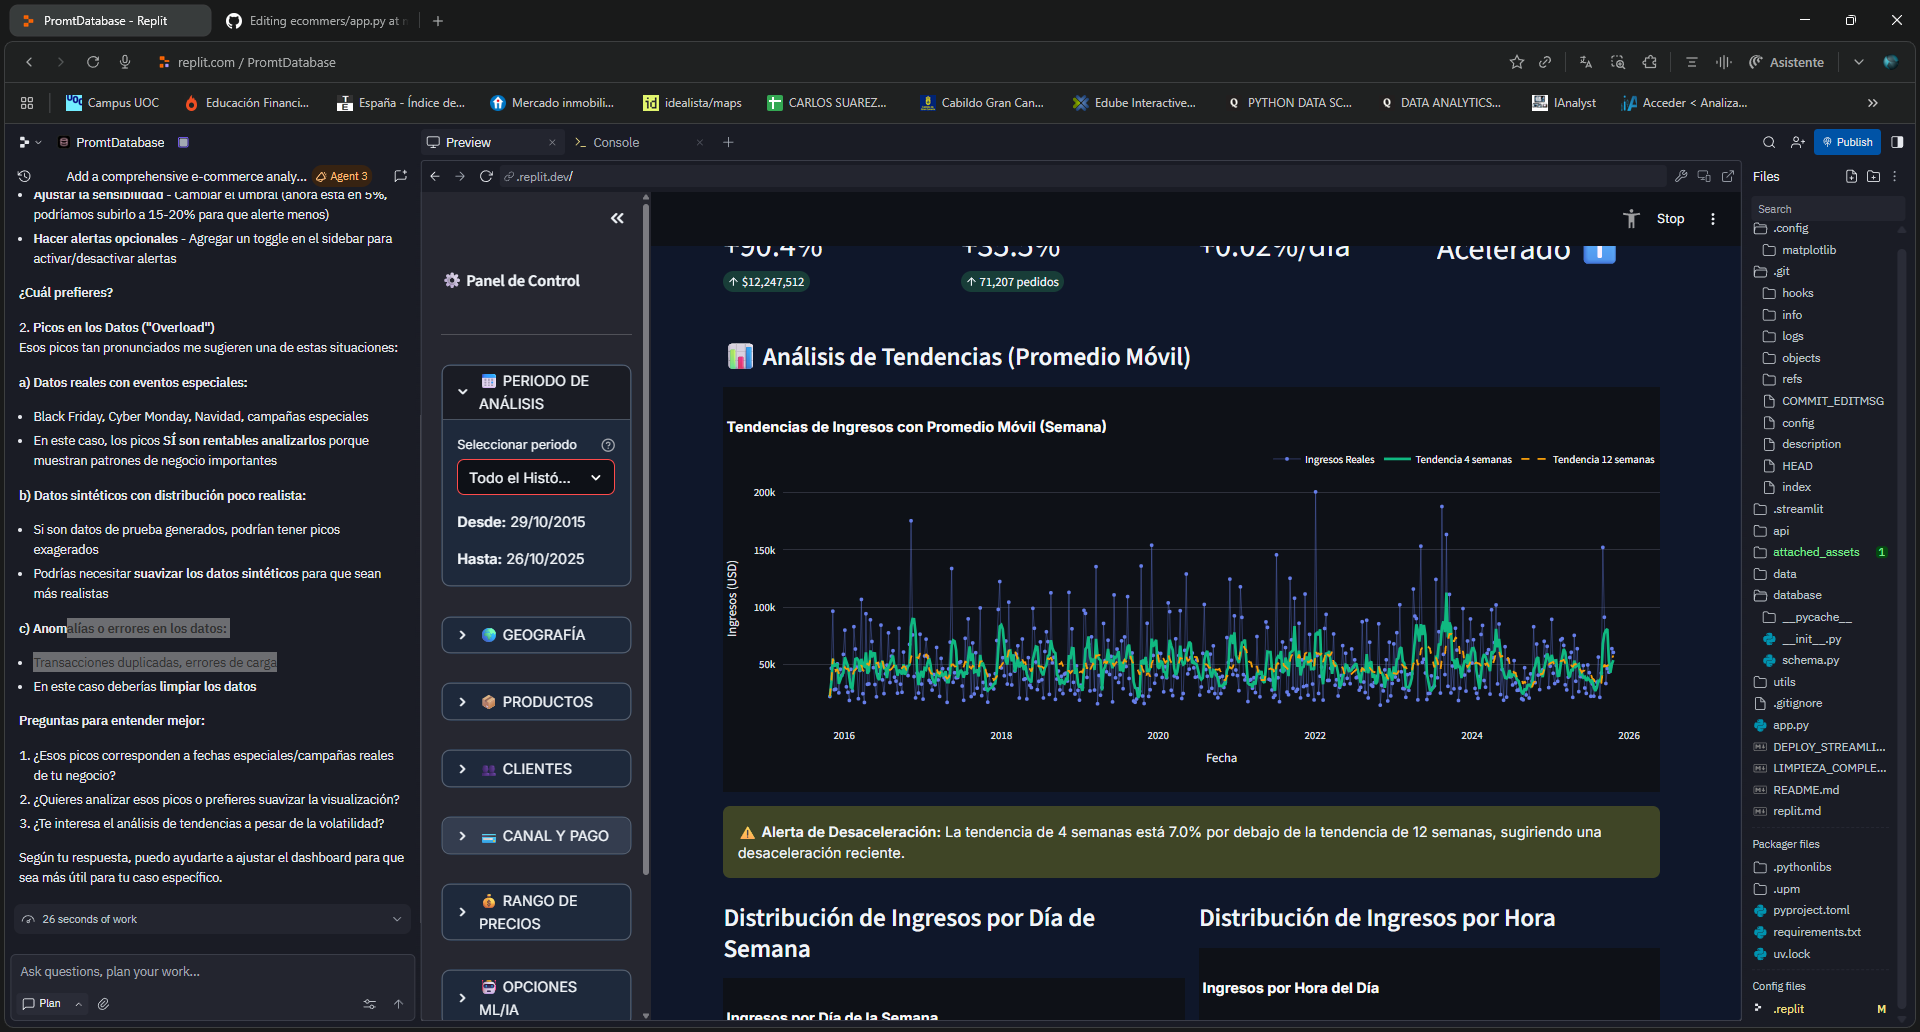 PromtDatabase - Replit
Editing ecommers/app.py at
replit.com / PromtDatabase
Asistente
Campus UOC
Educación Financi...
España - Índice de...
Mercado inmobili...
idealista/maps
CARLOS SUAREZ...
Cabildo Gran Can...
Edube Interactive...
PYTHON DATA SC...
DATA ANALYTICS...
IAnalyst
Acceder < Analiza...
PromtDatabase
Add a comprehensive e-commerce analy...
Agent 3
Ajustar la sensibilidad - Cambiar el umbral (ahora está en 5%,
podríamos subirlo a 15-20% para que alerte menos)
Hacer alertas opcionales - Agregar un toggle en el sidebar para
activar/desactivar alertas
¿Cuál prefieres?
2. Picos en los Datos ("Overload")
Esos picos tan pronunciados me sugieren una de estas situaciones:
a) Datos reales con eventos especiales:
Black Friday, Cyber Monday, Navidad, campañas especiales
En este caso, los picos SÍ son rentables analizarlos porque
muestran patrones de negocio importantes
b) Datos sintéticos con distribución poco realista:
Si son datos de prueba generados, podrían tener picos
exagerados
Podrías necesitar suavizar los datos sintéticos para que sean
más realistas
c) Anomalías o errores en los datos:
Transacciones duplicadas, errores de carga
En este caso deberías limpiar los datos
Preguntas para entender mejor:
1. ¿Esos picos corresponden a fechas especiales/campañas reales
de tu negocio?
2. ¿Quieres analizar esos picos o prefieres suavizar la visualización?
3. ¿Te interesa el análisis de tendencias a pesar de la volatilidad?
Según tu respuesta, puedo ayudarte a ajustar el dashboard para que
sea más útil para tu caso específico.
26 seconds of work
Ask questions, plan your work...
Plan
Preview
Console
.replit.dev/
Panel de Control
PERIODO DE
ANÁLISIS
Seleccionar periodo
Todo el Histó...
Desde: 29/10/2015
Hasta: 26/10/2025
GEOGRAFÍA
PRODUCTOS
CLIENTES
CANAL Y PAGO
RANGO DE
PRECIOS
OPCIONES
ML/IA
Stop
+90.4%
+35.5%
+0.02%/día
Acelerado
$12,247,512
71,207 pedidos
Análisis de Tendencias (Promedio Móvil)
Tendencias de Ingresos con Promedio Móvil (Semana)
Ingresos Reales
Tendencia 4 semanas
Tendencia 12 semanas
Ingresos (USD)
200k
150k
100k
50k
2016
2018
2020
2022
2024
2026
Fecha
Alerta de Desaceleración: La tendencia de 4 semanas está 7.0% por debajo de la tendencia de 12 semanas, sugiriendo una
desaceleración reciente.
Distribución de Ingresos por Día de
Semana
Distribución de Ingresos por Hora
Ingresos por Día de la Semana
Ingresos por Hora del Día
Publish
Files
Search
.config
matplotlib
.git
hooks
info
logs
objects
refs
COMMIT_EDITMSG
config
description
HEAD
index
.streamlit
api
attached_assets 1
data
database
__pycache__
__init__.py
schema.py
utils
.gitignore
app.py
DEPLOY_STREAMLI...
LIMPIEZA_COMPLE...
README.md
replit.md
Packager files
.pythonlibs
.upm
pyproject.toml
requirements.txt
uv.lock
Config files
.replit M